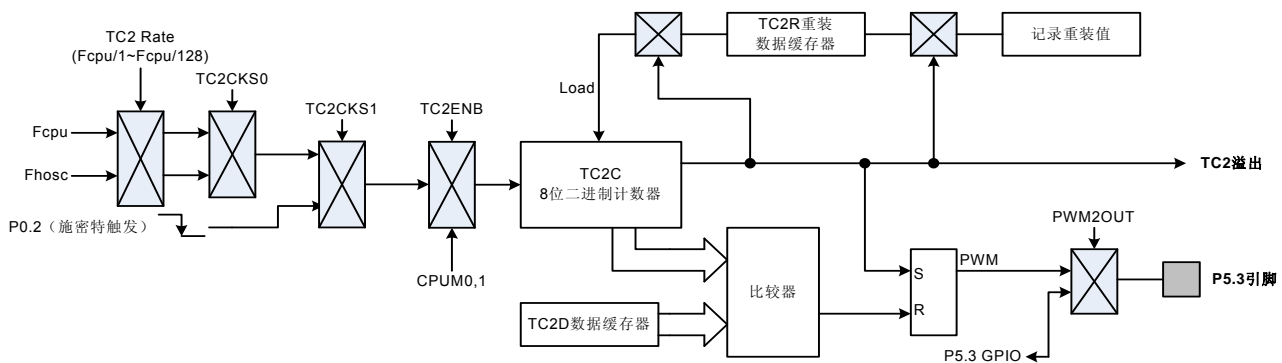 TC2 Rate
(Fcpu/1~Fcpu/128)
TC2CKS0
TC2CKS1
TC2ENB
Fcpu
Fhosc
P0.2（施密特触发）
CPUM0,1
Load
TC2R重装
数据缓存器
记录重装值
TC2C
8位二进制计数器
TC2溢出
TC2D数据缓存器
比较器
S
R
PWM
PWM2OUT
P5.3引脚
P5.3 GPIO